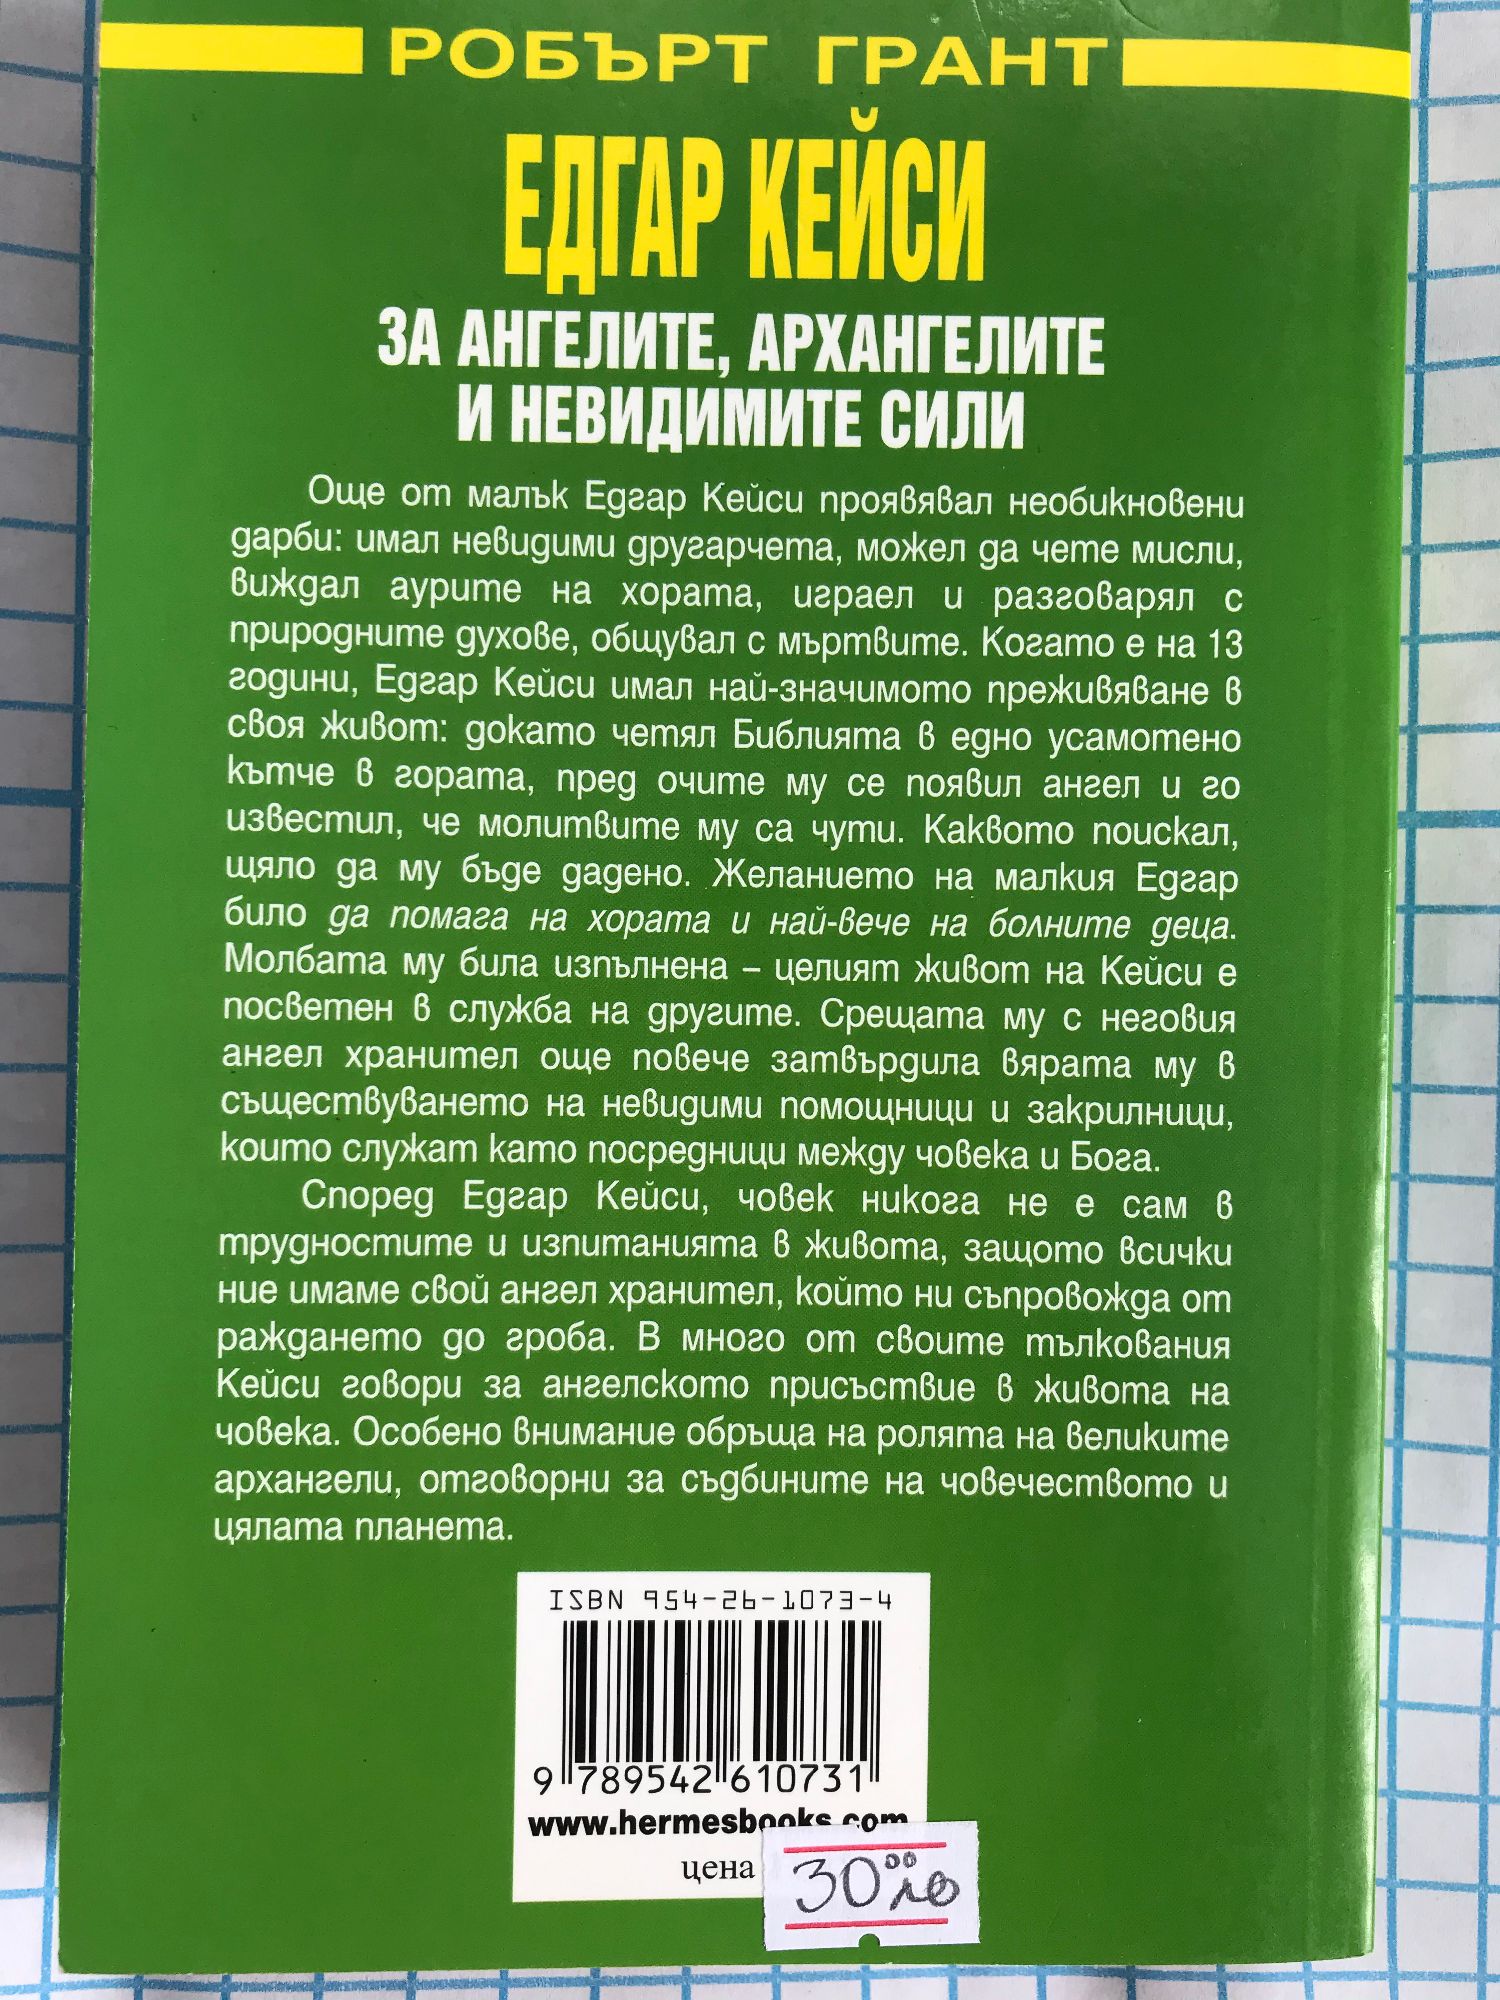 РОБЪРТ ГРАНТ
ЕДГАР КЕЙСИ
ЗА АНГЕЛИТЕ, АРХАНГЕЛИТЕ
И НЕВИДИМИТЕ СИЛИ
Още от малък Едгар Кейси проявявал необикновени
дарби: имал невидими другарчета, можел да чете мисли,
виждал аурите на хората, играел и разговарял с
природните духове, общувал с мъртвите. Когато е на 13
години, Едгар Кейси имал най-значимото преживяване в
своя живот: докато четял Библията в едно усамотено
кътче в гората, пред очите му се появил ангел и го
известил, че молитвите му са чути. Каквото поискал,
щяло да му бъде дадено. Желанието на малкия Едгар
било да помага на хората и най-вече на болните деца.
Молбата му била изпълнена – целият живот на Кейси е
посветен в служба на другите. Срещата му с неговия
ангел хранител още повече затвърдила вярата му в
съществуването на невидими помощници и закрилници,
които служат като посредници между човека и Бога.
Според Едгар Кейси, човек никога не е сам в
трудностите и изпитанията в живота, защото всички
ние имаме свой ангел хранител, който ни съпровожда от
раждането до гроба. В много от своите тълкования
Кейси говори за ангелското присъствие в живота на
човека. Особено внимание обръща на ролята на великите
архангели, отговорни за съдбините на човечеството и
цялата планета.
ISBN 954-26-1073-4
9 789542 610731
www.hermesbooks.com
цена 30.00 лв